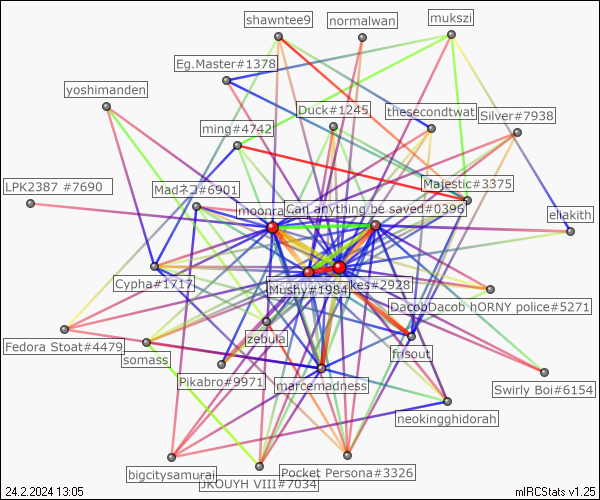 shawntee9
normalwan
mukszi
Eg.Master#1378
yoshimanden
Duck#1245
thesecondtwat
Silver#7938
ming#4742
LPK2387 #7690
Madネコ#6901
Majestic#3375
moonra
Can anything be saved#0396
eliakith
Cypha#1717
Mushy#1984
kes#2928
DacobDacob hORNY police#5271
zebula
Fedora Stoat#4479
somass
frisout
Pikabro#9971
marcemadness
Swirly Boi#6154
neokingghidorah
bigcitysamurai
Pocket Persona#3326
JKOUYH VIII#7034
24.2.2024 13:05
mIRCStats v1.25